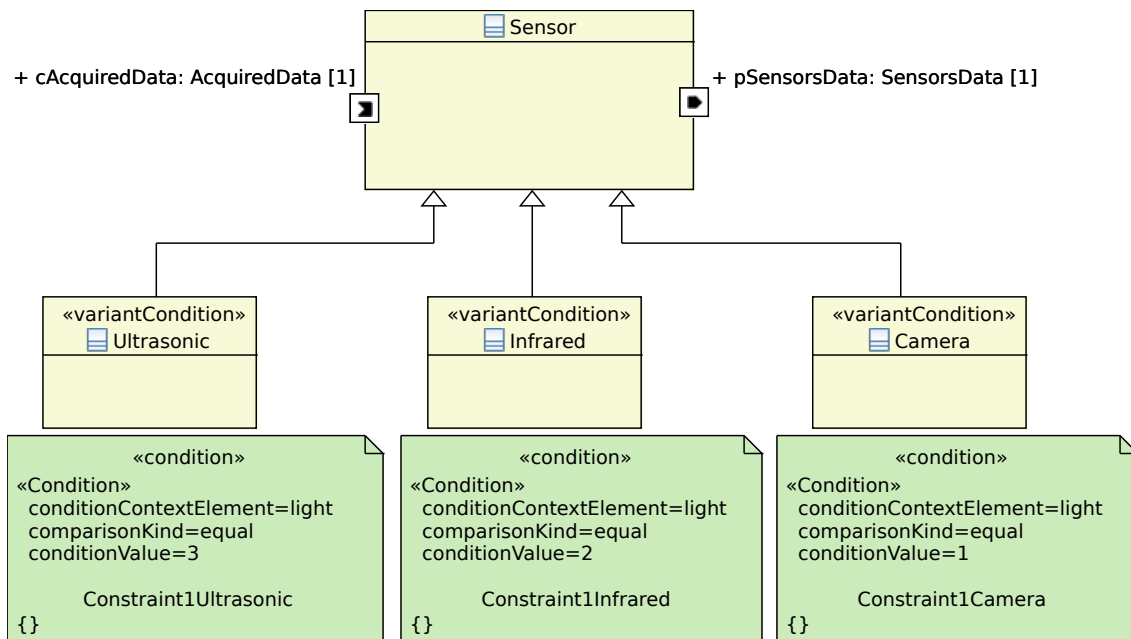 Sensor
+ cAcquiredData: AcquiredData [1]
+ pSensorsData: SensorsData [1]
«variantCondition»
Ultrasonic
«variantCondition»
Infrared
«variantCondition»
Camera
«condition»
«Condition»
conditionContextElement=light
comparisonKind=equal
conditionValue=3
Constraint1Ultrasonic
{}
«condition»
«Condition»
conditionContextElement=light
comparisonKind=equal
conditionValue=2
Constraint1Infrared
{}
«condition»
«Condition»
conditionContextElement=light
comparisonKind=equal
conditionValue=1
Constraint1Camera
{}